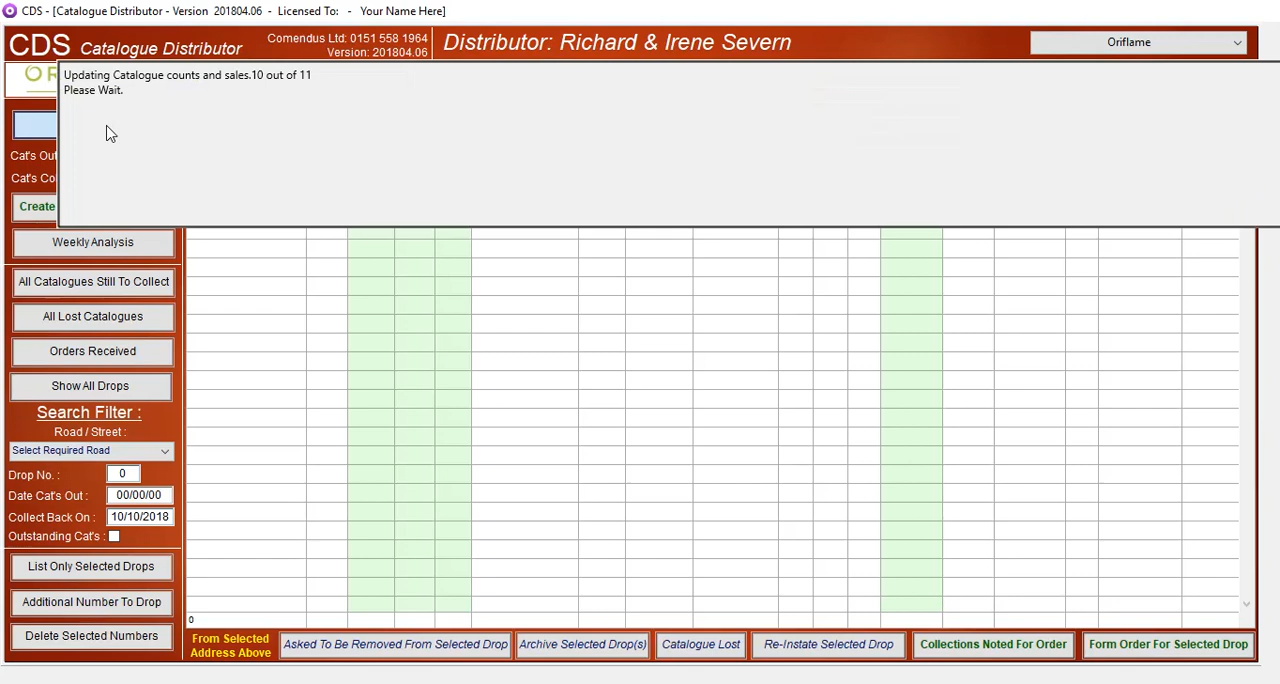 CDS - [Catalogue Distributor - Version 201804.06 - Licensed To: - Your Name Here]
CDS Catalogue Distributor
Comendus Ltd: 0151 558 1964
Version: 201804.06
Distributor: Richard & Irene Severn
Oriflame
OR
Updating Catalogue counts and sales.10 out of 11
Please Wait.
Cat's Out
Cat's Co
Create
Weekly Analysis
All Catalogues Still To Collect
All Lost Catalogues
Orders Received
Show All Drops
Search Filter :
Road / Street :
Select Required Road
Drop No. : 0
Date Cat's Out : 00/00/00
Collect Back On : 10/10/2018
Outstanding Cat's :
List Only Selected Drops
Additional Number To Drop
Delete Selected Numbers
0
From Selected
Address Above
Asked To Be Removed From Selected Drop
Archive Selected Drop(s)
Catalogue Lost
Re-Instate Selected Drop
Collections Noted For Order
Form Order For Selected Drop